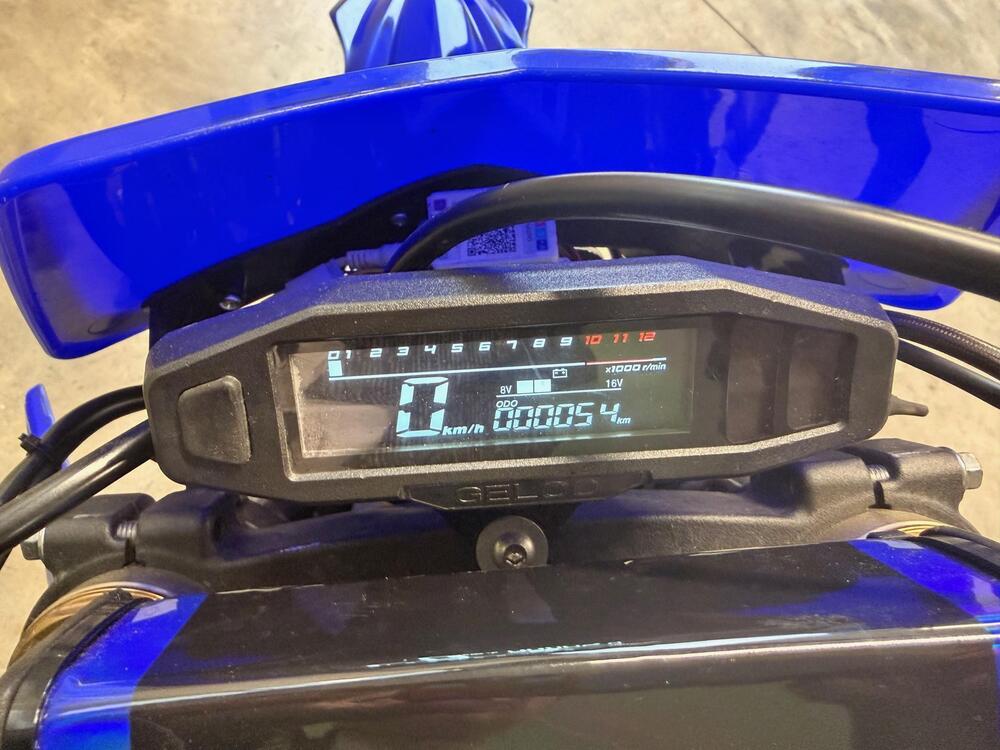 0 1 2 3 4 5 6 7 8 9 10 11 12
x1000 r/min
8V 16V
ODO
0 km/h 000054 km
GELCO